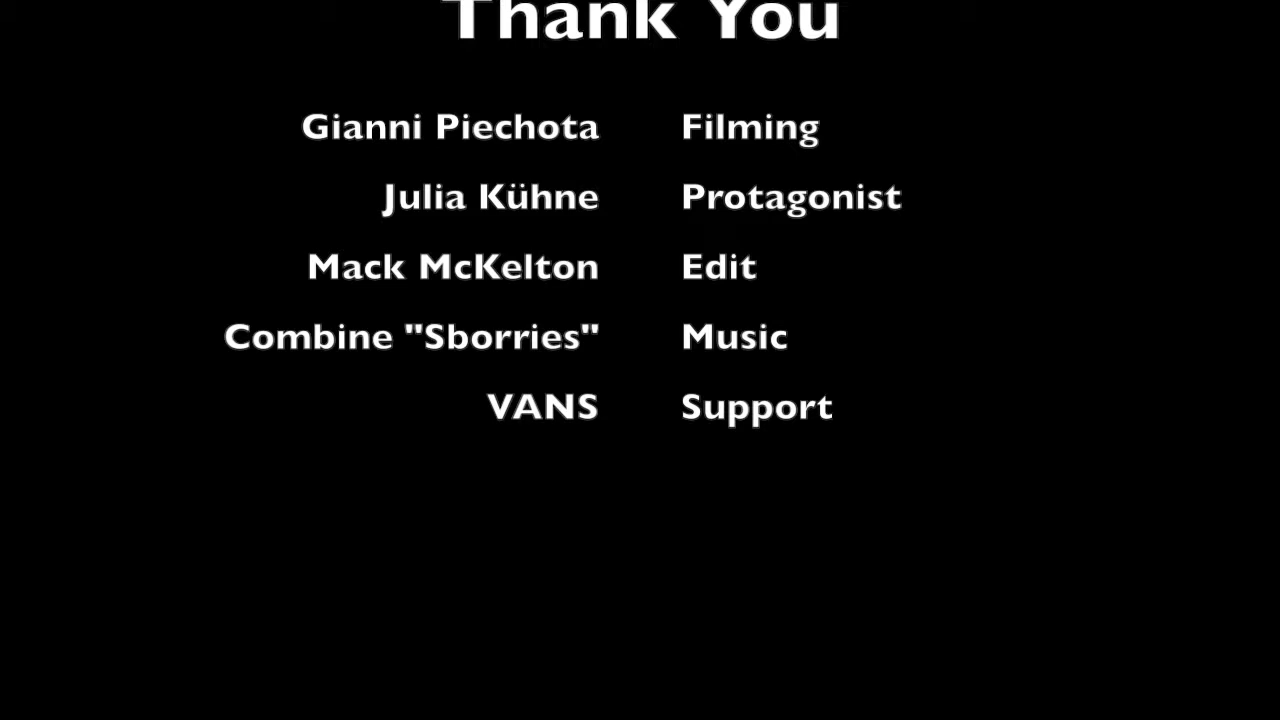 Thank You
Gianni Piechota Filming
Julia Kühne Protagonist
Mack McKelton Edit
Combine "Sborries" Music
VANS Support